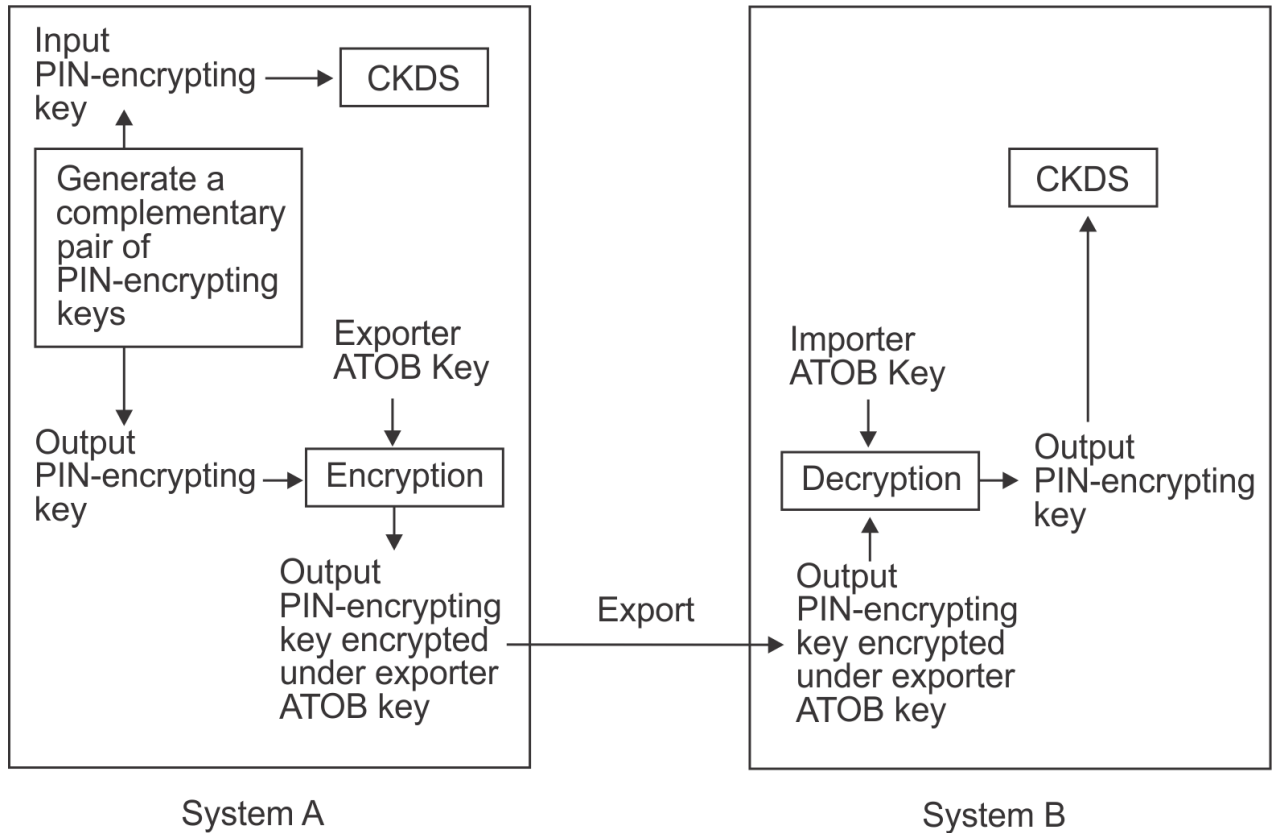 Input
PIN-encrypting
key
CKDS
Generate a
complementary
pair of
PIN-encrypting
keys
Exporter
ATOB Key
Output
PIN-encrypting
key
Encryption
Output
PIN-encrypting
key encrypted
under exporter
ATOB key
Export
CKDS
Importer
ATOB Key
Decryption
Output
PIN-encrypting
key
Output
PIN-encrypting
key encrypted
under exporter
ATOB key
System A
System B